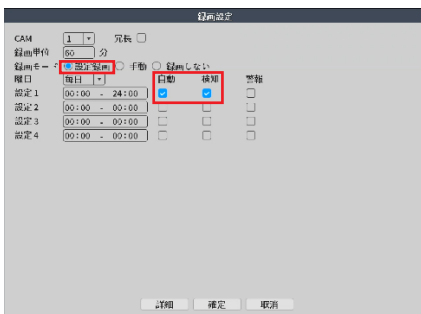 録画設定
CAM 1 冗長
録画単位 60 分
録画モード 設定録画 手動 録画しない
曜日 毎日 自動 検知 警報
設定1 00:00 - 24:00
設定2 00:00 - 00:00
設定3 00:00 - 00:00
設定4 00:00 - 00:00
詳細 確定 取消